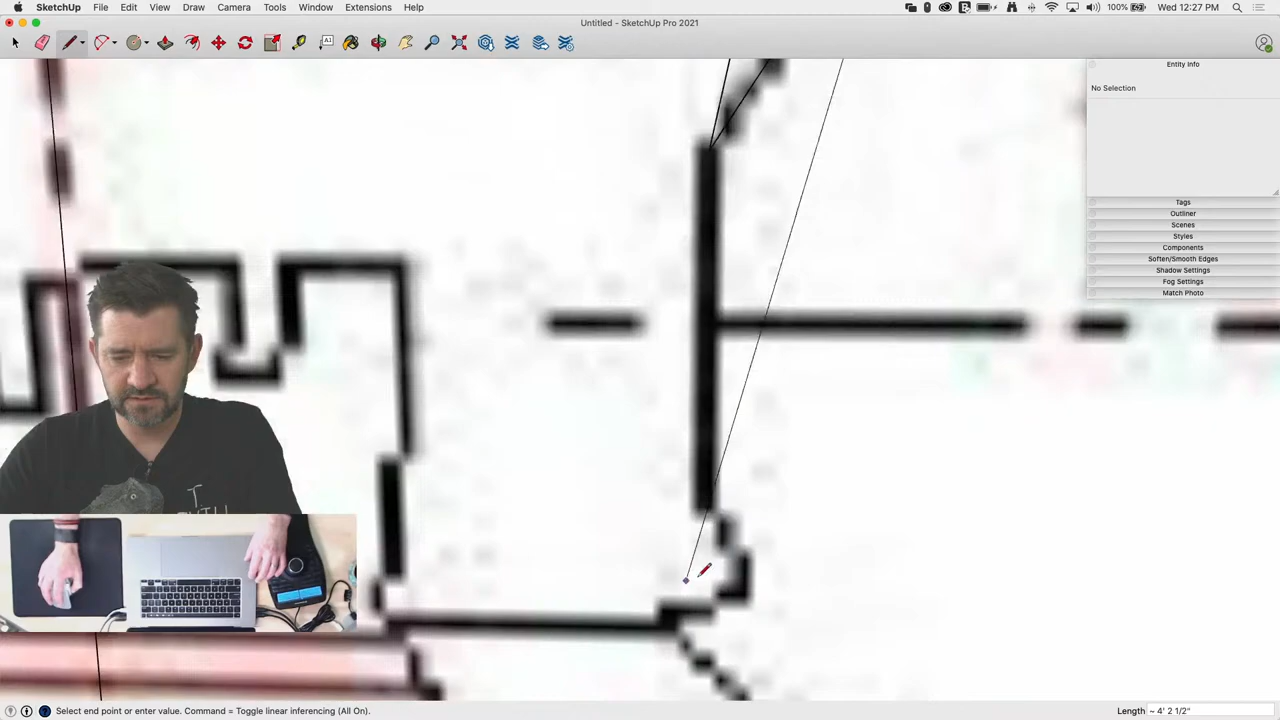 SketchUp File Edit View Draw Camera Tools Window Extensions Help
100% Wed 12:27 PM
Untitled - SketchUp Pro 2021
Entity Info
No Selection
Tags
Outliner
Scenes
Styles
Components
Soften/Smooth Edges
Shadow Settings
Fog Settings
Match Photo
Select end point or enter value. Command = Toggle linear inferencing (All On).
Length ~ 4' 2 1/2"